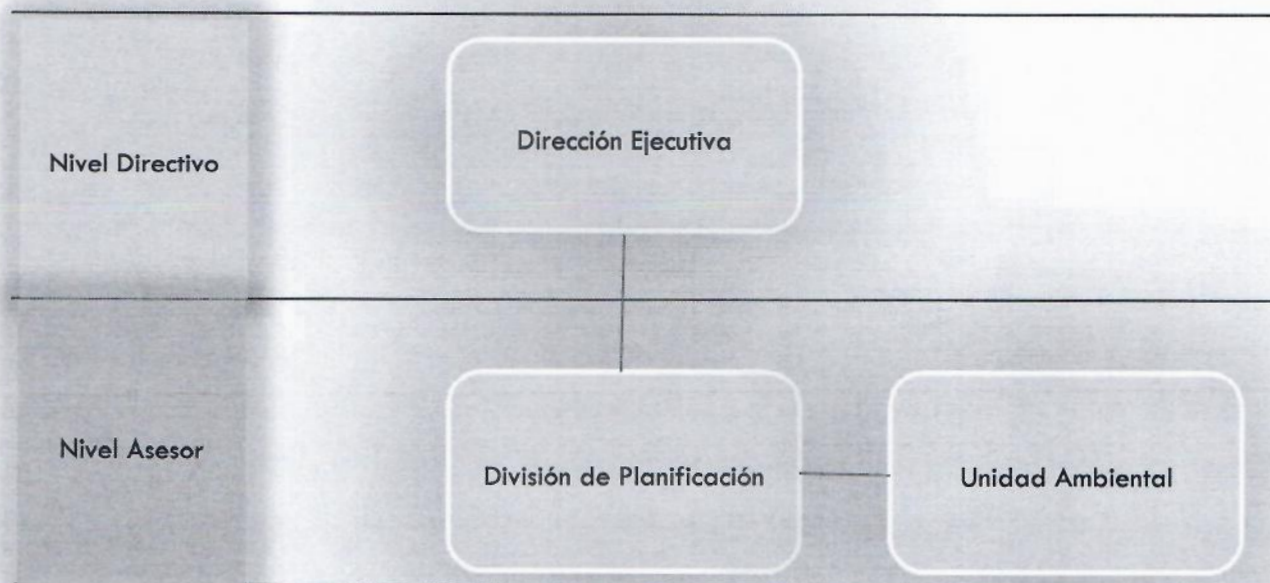 Nivel Directivo
Dirección Ejecutiva
Nivel Asesor
División de Planificación
Unidad Ambiental